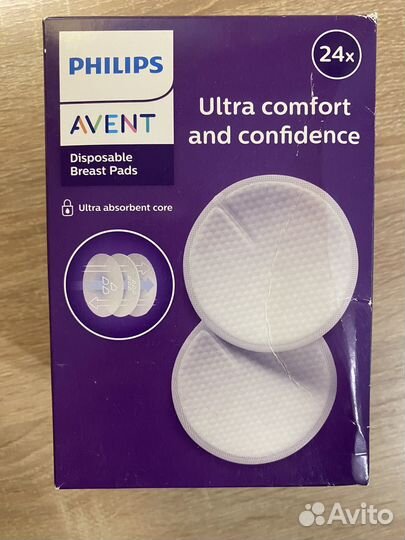 PHILIPS
AVENT
Disposable
Breast Pads
Ultra absorbent core
24x
Ultra comfort
and confidence
Avito